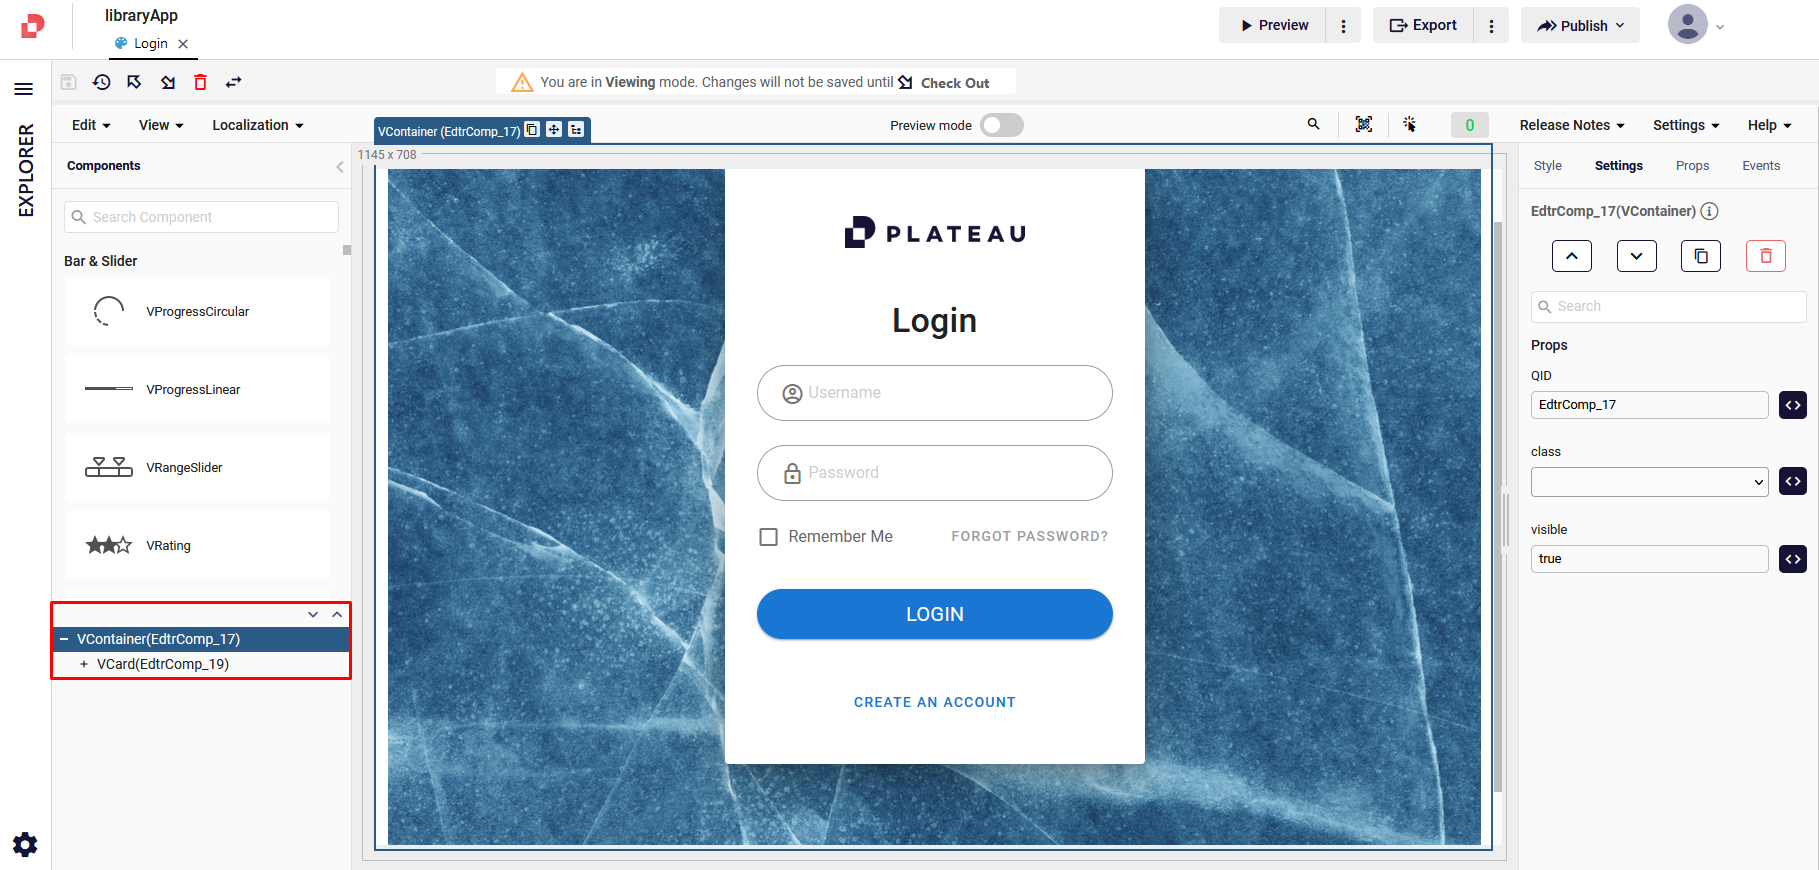 libraryApp
Login
Preview
Export
Publish
You are in Viewing mode. Changes will not be saved until Check Out
EXPLORER
Edit
View
Localization
VContainer (EdtrComp_17)
Preview mode
0
Release Notes
Settings
Help
Components
Search Component
Bar & Slider
VProgressCircular
VProgressLinear
VRangeSlider
VRating
VContainer(EdtrComp_17)
VCard(EdtrComp_19)
1145 x 708
PLATEAU
Login
Username
Password
Remember Me
FORGOT PASSWORD?
LOGIN
CREATE AN ACCOUNT
Style
Settings
Props
Events
EdtrComp_17(VContainer)
Search
Props
QID
EdtrComp_17
class
visible
true